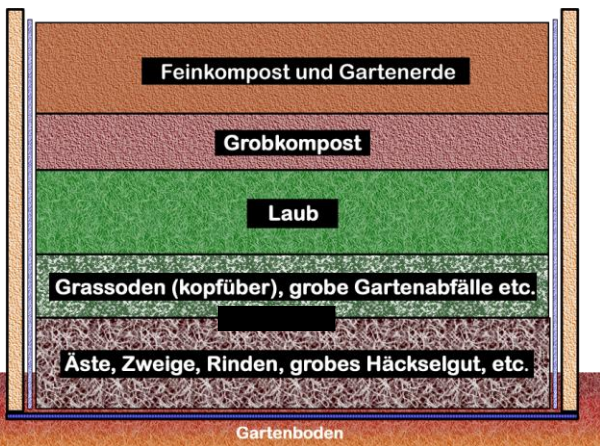 Feinkompost und Gartenerde
Grobkompost
Laub
Grassoden (kopfüber), grobe Gartenabfälle etc.
Äste, Zweige, Rinden, grobes Häckselgut, etc.
Gartenboden